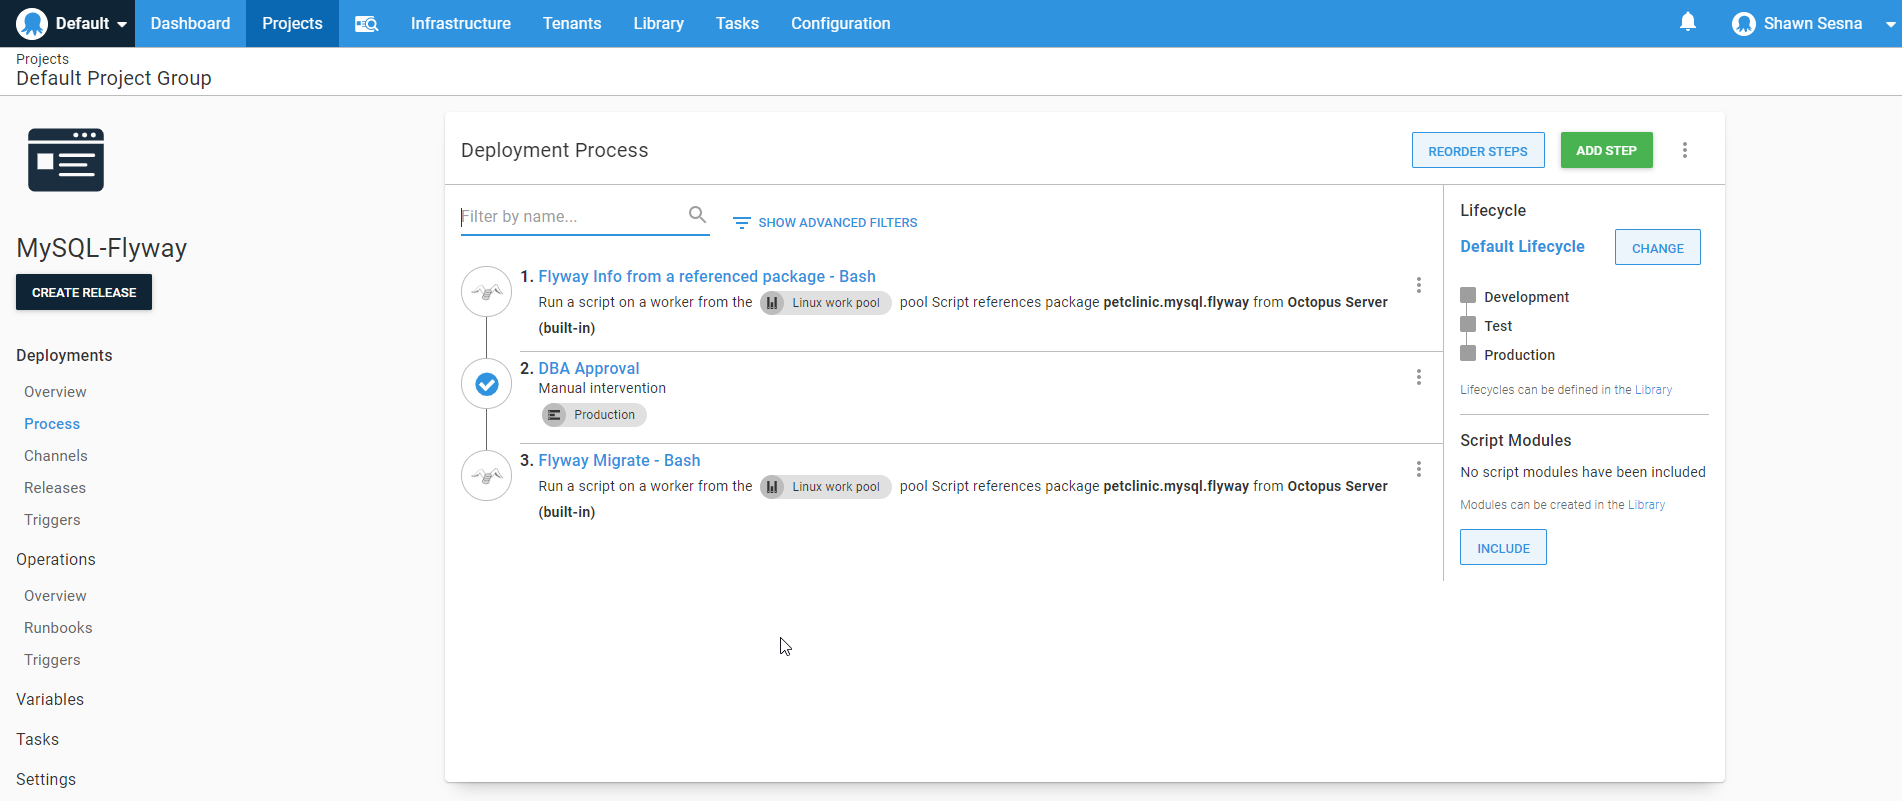 Default Dashboard Projects Infrastructure Tenants Library Tasks Configuration Shawn Sesna
Projects
Default Project Group
MySQL-Flyway
CREATE RELEASE
Deployments
Overview
Process
Channels
Releases
Triggers
Operations
Overview
Runbooks
Triggers
Variables
Tasks
Settings
Deployment Process
REORDER STEPS
ADD STEP
Filter by name...
SHOW ADVANCED FILTERS
1. Flyway Info from a referenced package - Bash
Run a script on a worker from the Linux work pool pool Script references package petclinic.mysql.flyway from Octopus Server
(built-in)
2. DBA Approval
Manual intervention
Production
3. Flyway Migrate - Bash
Run a script on a worker from the Linux work pool pool Script references package petclinic.mysql.flyway from Octopus Server
(built-in)
Lifecycle
Default Lifecycle
CHANGE
Development
Test
Production
Lifecycles can be defined in the Library
Script Modules
No script modules have been included
Modules can be created in the Library
INCLUDE